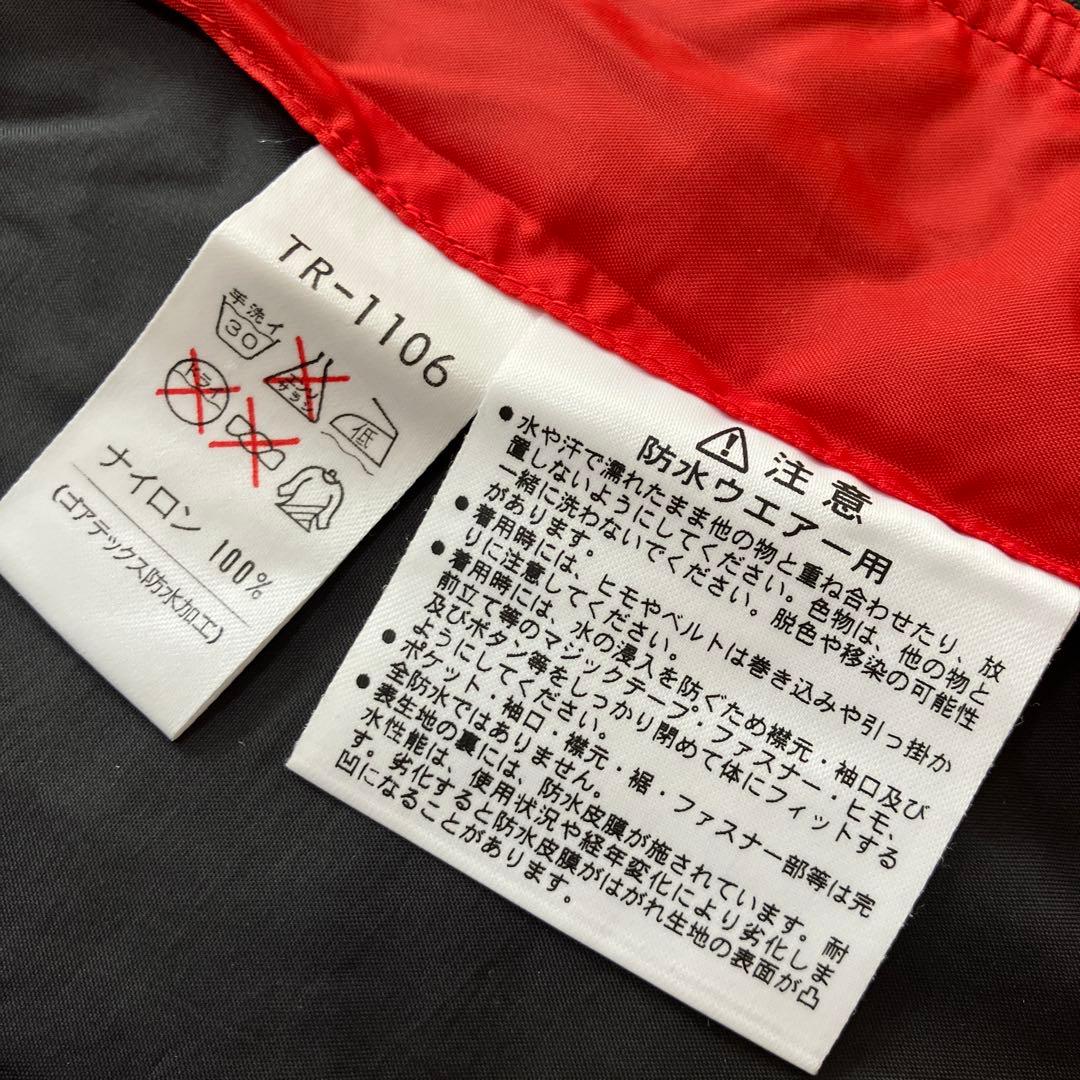 TR-1106
手洗イ
30
エンソ
サラシ
低
ドライ
ナイロン 100%
(ゴアテックス防水加工)
注意
防水ウエアー用
●水や汗で濡れたまま他の物と重ね合わせたり、放
置しないようにしてください。色物は、他の物と
一緒に洗わないでください。脱色や移染の可能性
があります。
●着用時には、ヒモやベルトは巻き込みや引っ掛か
りに注意してください。
●着用時には、水の浸入を防ぐため襟元・袖口及び
前立て等のマジックテープ・ファスナー・ヒモ、
及びボタン等をしっかり閉めて体にフィットする
ようにしてください。
●ポケット・袖口・襟元・裾・ファスナー部等は完
全防水ではありません。
●表生地の裏には、防水皮膜が施されています。耐
水性能は、使用状況や経年変化により劣化しま
す。劣化すると防水皮膜がはがれ生地の表面が凸
凹になることがあります。